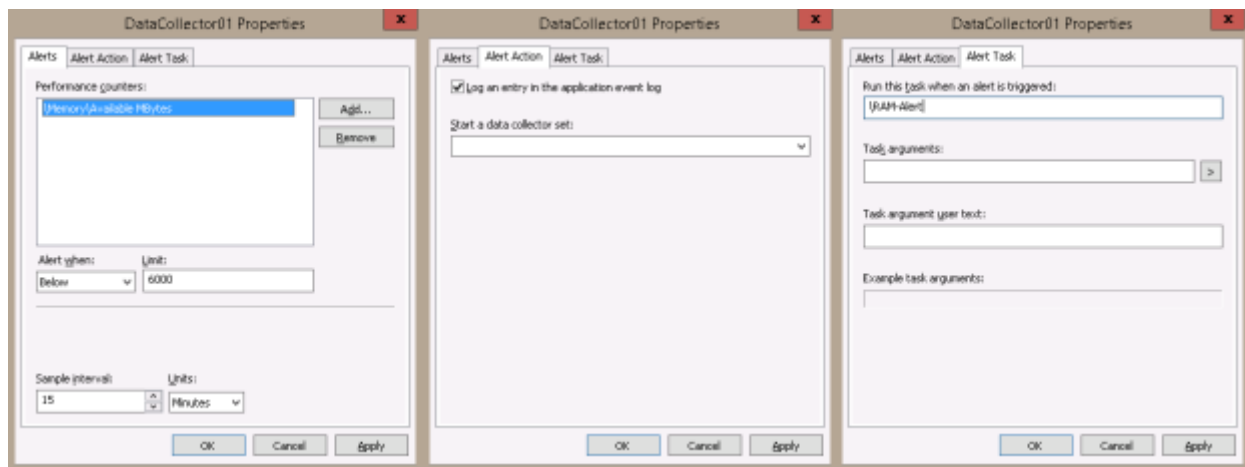 DataCollector01 Properties
x
Alerts
Alert Action
Alert Task
Performance counters:
\Memory\Available MBytes
Add...
Remove
Alert when:
Limit:
Below
6000
Sample interval:
Units:
15
Minutes
OK
Cancel
Apply
DataCollector01 Properties
x
Alerts
Alert Action
Alert Task
Log an entry in the application event log
Start a data collector set:
OK
Cancel
Apply
DataCollector01 Properties
x
Alerts
Alert Action
Alert Task
Run this task when an alert is triggered:
\RAM-Alert
Task arguments:
>
Task argument user text:
Example task arguments:
OK
Cancel
Apply